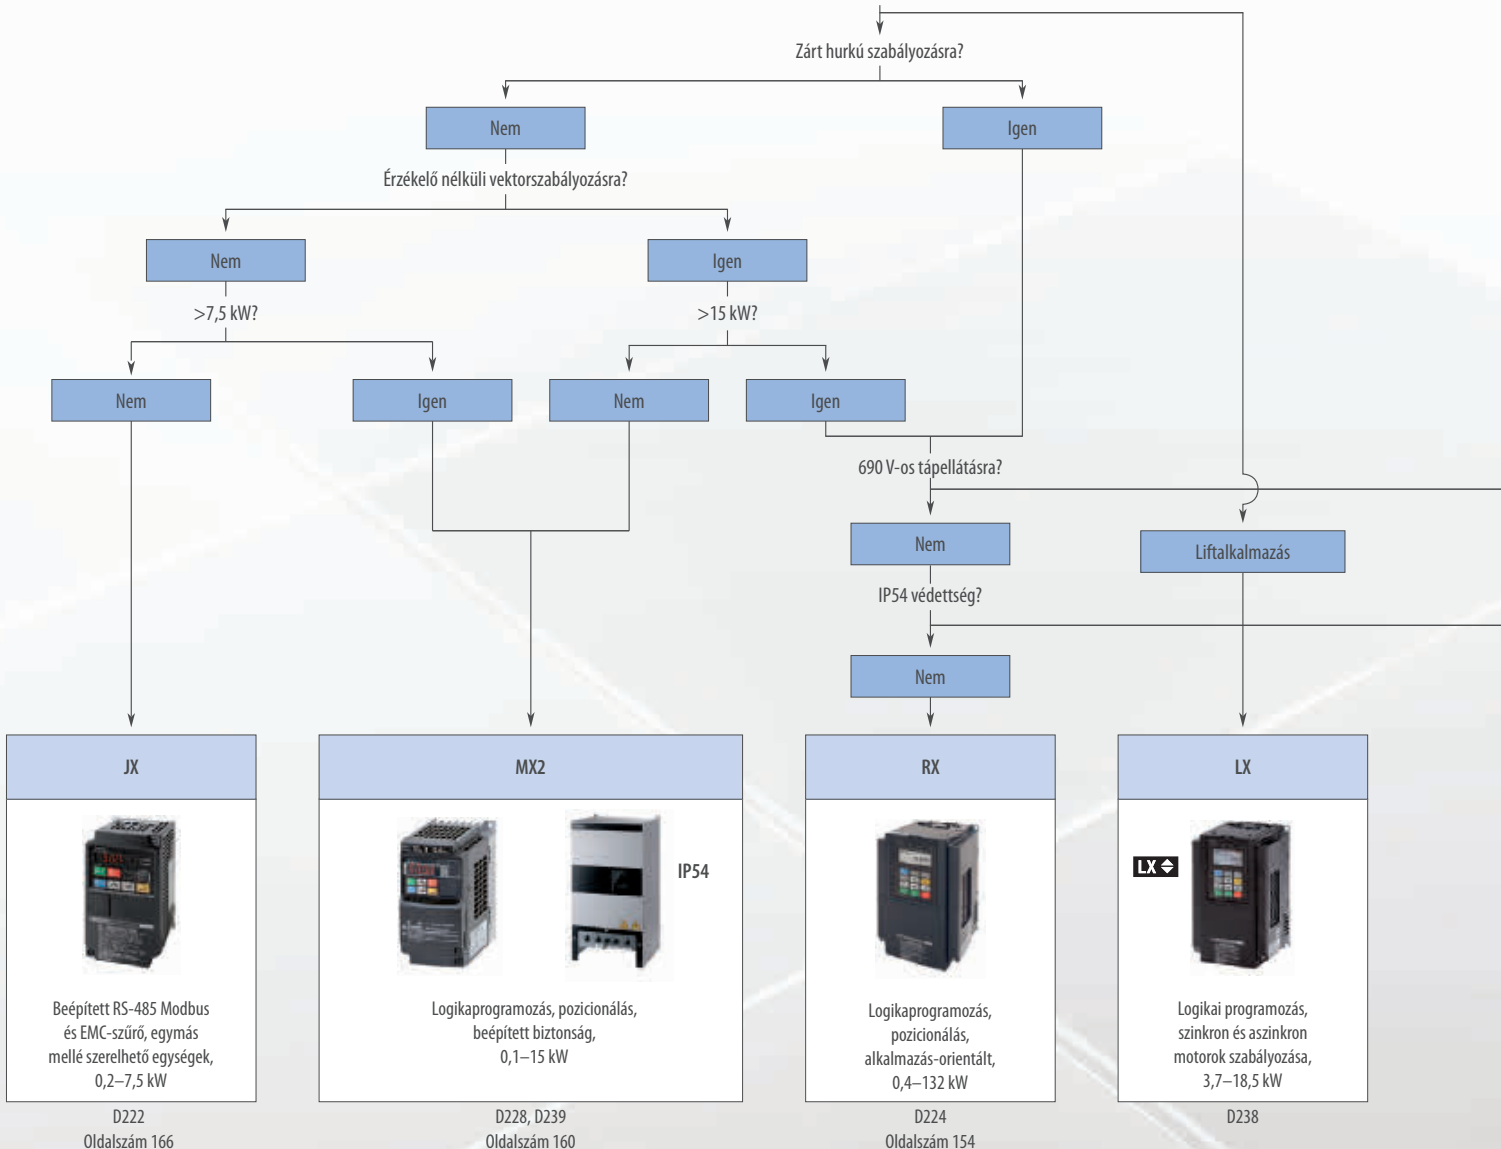 Zárt hurkú szabályozásra?
Nem
Igen
Érzékelő nélküli vektorszabályozásra?
Nem
Igen
>7,5 kW?
>15 kW?
Nem
Igen
Nem
Igen
690 V-os tápellátásra?
Nem
Liftalkalmazás
IP54 védettség?
Nem
JX
MX2
RX
LX
IP54
LX
Beépített RS-485 Modbus
és EMC-szűrő, egymás
mellé szerelhető egységek,
0,2–7,5 kW
Logikaprogramozás, pozicionálás,
beépített biztonság,
0,1–15 kW
Logikaprogramozás,
pozicionálás,
alkalmazás-orientált,
0,4–132 kW
Logikai programozás,
szinkron és aszinkron
motorok szabályozása,
3,7–18,5 kW
D222
Oldalszám 166
D228, D239
Oldalszám 160
D224
Oldalszám 154
D238